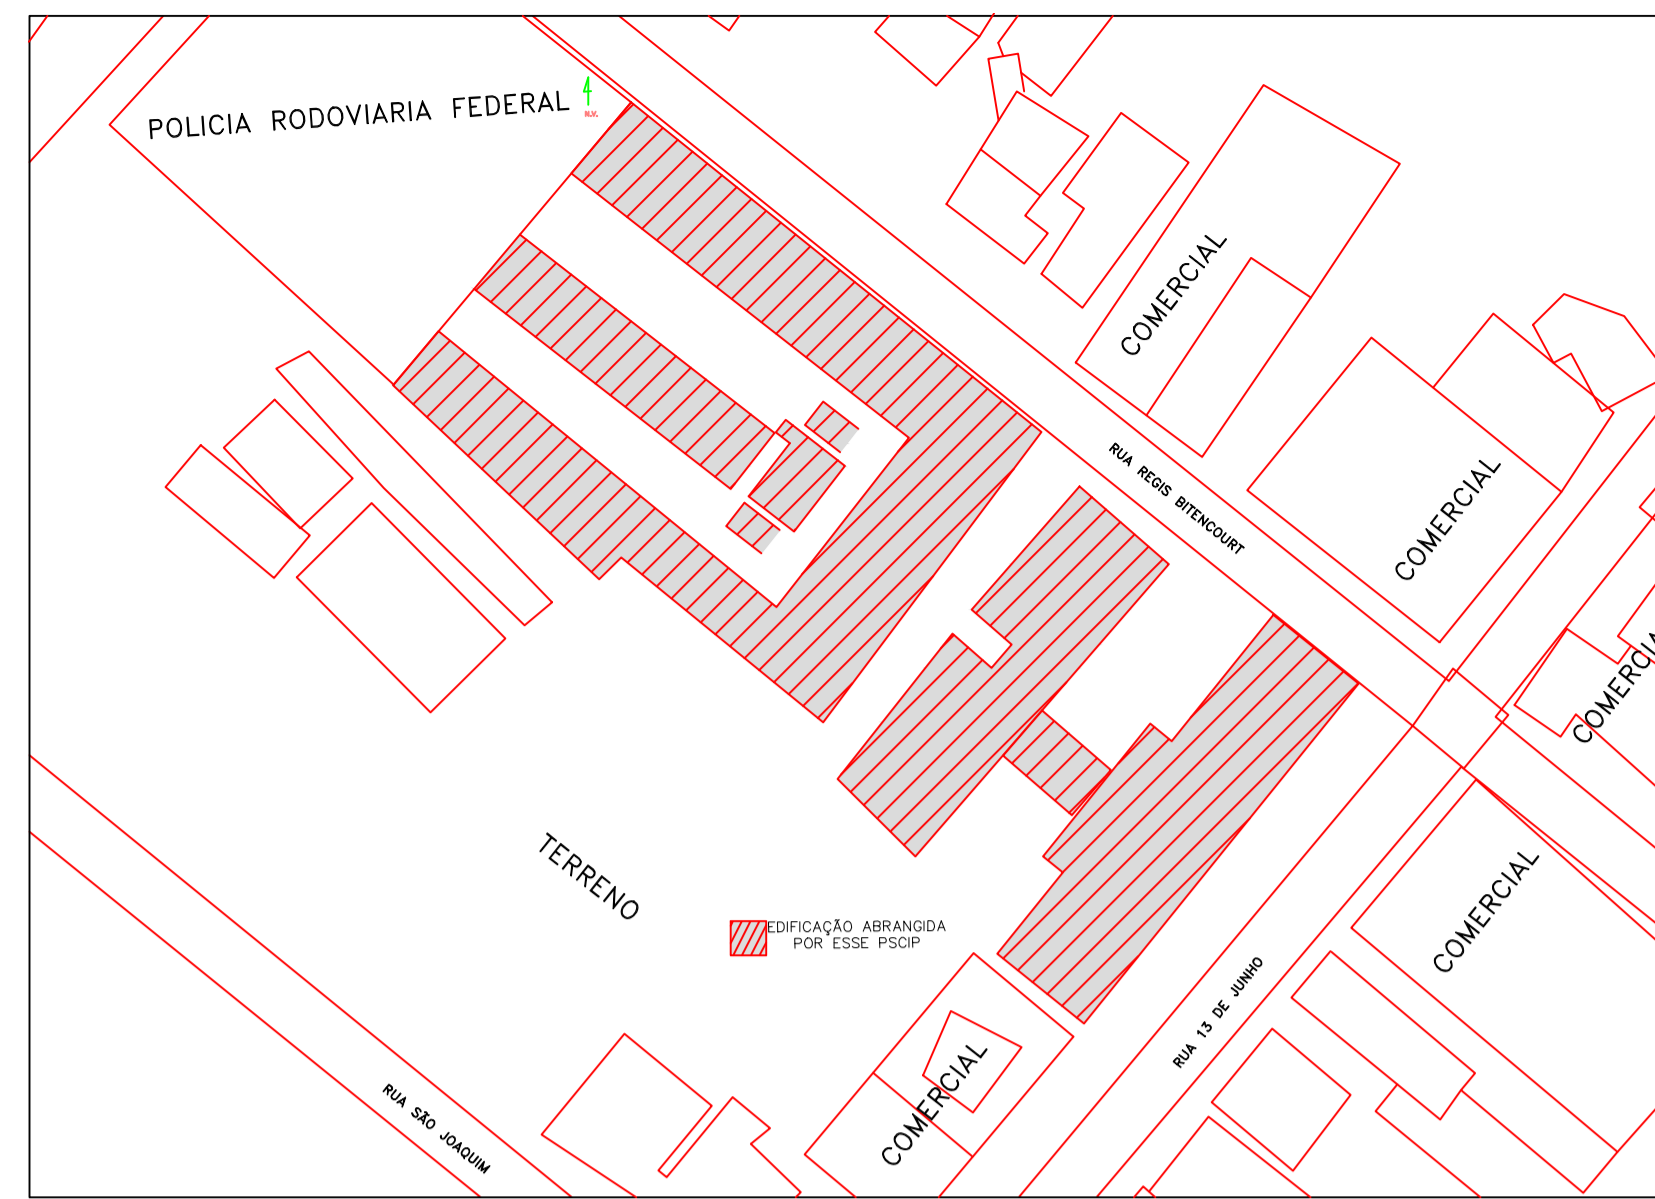 POLICIA RODOVIARIA FEDERAL
4
N.V.
COMERCIAL
RUA REGIS BITENCOURT
COMERCIAL
COMERCIA
TERRENO
EDIFICAÇÃO ABRANGIDA
POR ESSE PSCIP
COMERCIAL
RUA 13 DE JUNHO
COMERCIAL
RUA SÃO JOAQUIM